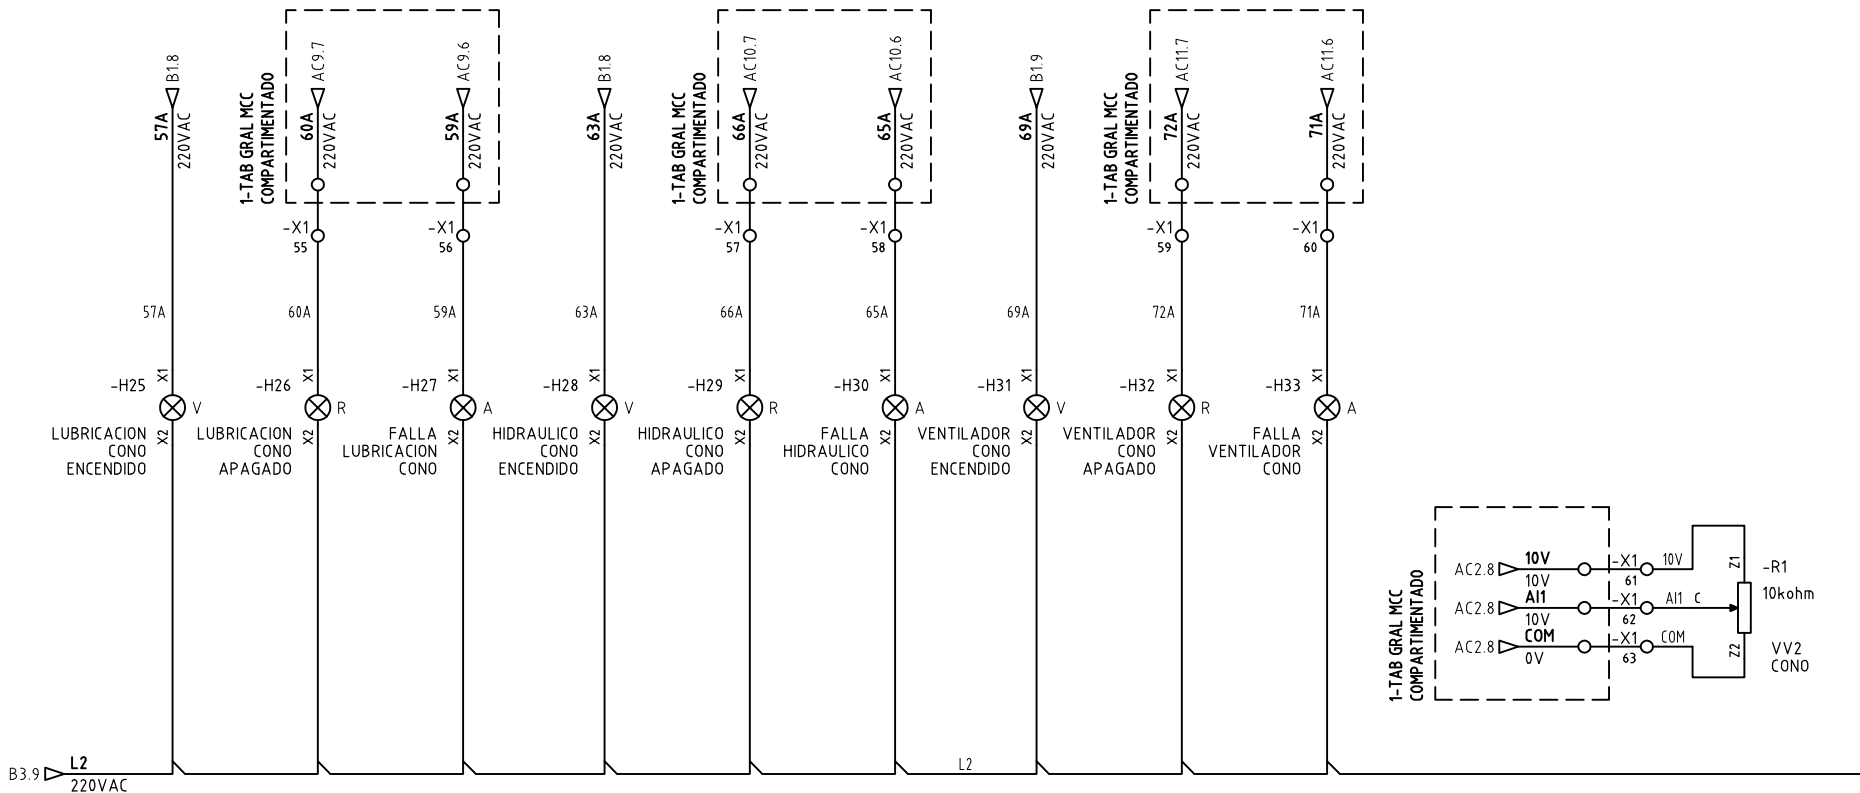 B1.8
57A
220VAC
1-TAB GRAL MCC
COMPARTIMENTADO
AC9.7
60A
220VAC
AC9.6
59A
220VAC
B1.8
63A
220VAC
1-TAB GRAL MCC
COMPARTIMENTADO
AC10.7
66A
220VAC
AC10.6
65A
220VAC
B1.9
69A
220VAC
1-TAB GRAL MCC
COMPARTIMENTADO
AC11.7
72A
220VAC
AC11.6
71A
220VAC
-X1
55
-X1
56
-X1
57
-X1
58
-X1
59
-X1
60
57A
60A
59A
63A
66A
65A
69A
72A
71A
-H25
X1
V
X2
LUBRICACION
CONO
ENCENDIDO
-H26
X1
R
X2
LUBRICACION
CONO
APAGADO
-H27
X1
A
X2
FALLA
LUBRICACION
CONO
-H28
X1
V
X2
HIDRAULICO
CONO
ENCENDIDO
-H29
X1
R
X2
HIDRAULICO
CONO
APAGADO
-H30
X1
A
X2
FALLA
HIDRAULICO
CONO
-H31
X1
V
X2
VENTILADOR
CONO
ENCENDIDO
-H32
X1
R
X2
VENTILADOR
CONO
APAGADO
-H33
X1
A
X2
FALLA
VENTILADOR
CONO
1-TAB GRAL MCC
COMPARTIMENTADO
AC2.8
10V
10V
-X1
61
10V
AC2.8
AI1
10V
-X1
62
AI1 C
AC2.8
COM
0V
-X1
63
COM
Z1
Z2
-R1
10kohm
VV2
CONO
B3.9
L2
220VAC
L2